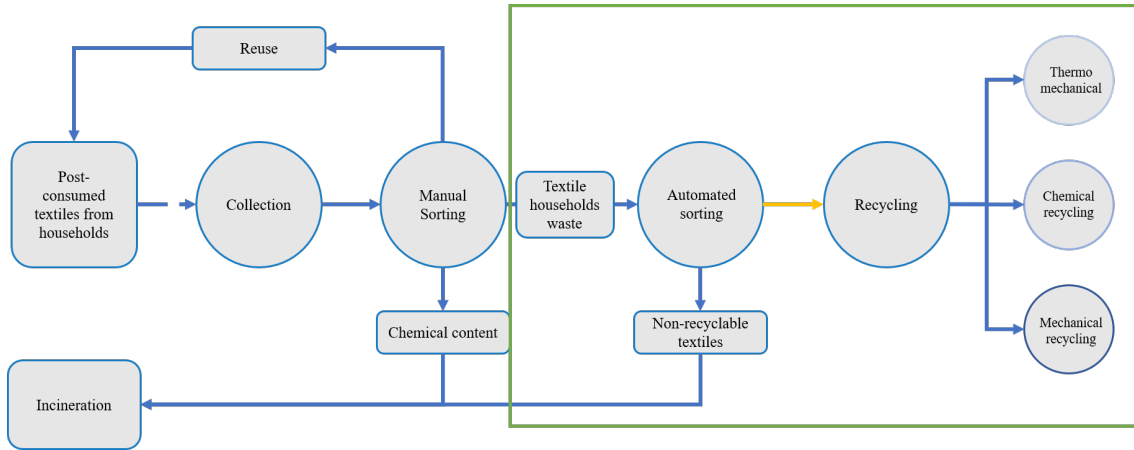 Reuse
Post-
consumed
textiles from
households
Collection
Manual
Sorting
Textile
households
waste
Automated
sorting
Recycling
Thermo
mechanical
Chemical
recycling
Mechanical
recycling
Chemical content
Non-recyclable
textiles
Incineration